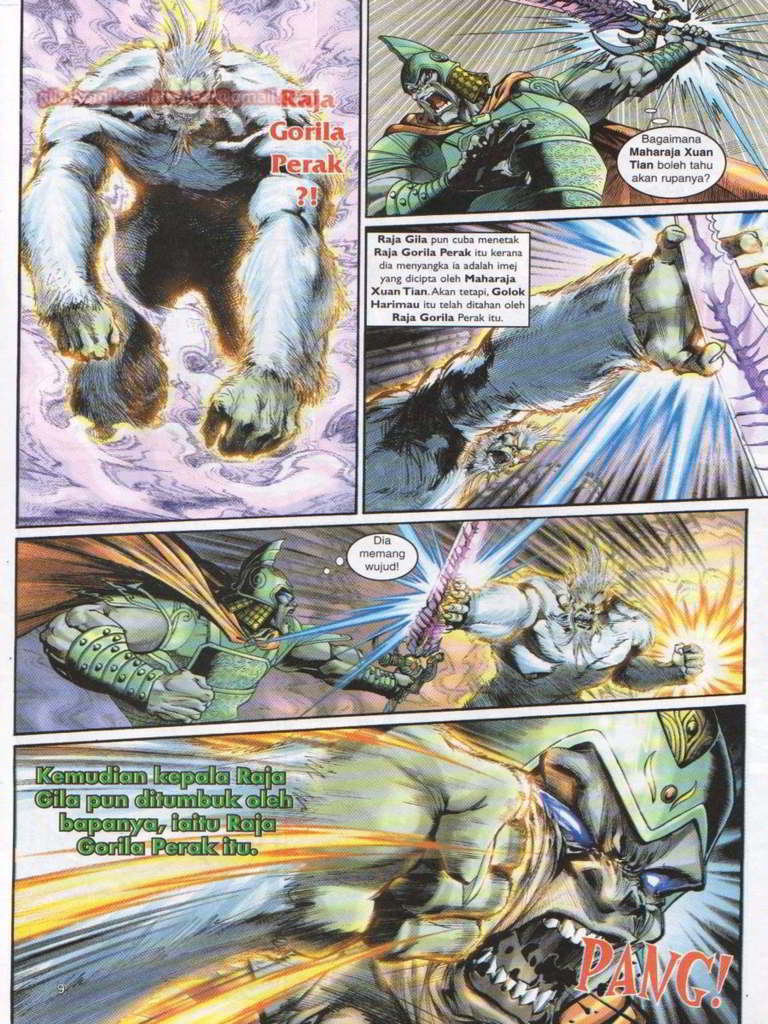 Raja
Gorila
Perak
?!
Bagaimana
Maharaja Xuan
Tian boleh tahu
akan rupanya?
Raja Gila pun cuba menetak
Raja Gorila Perak itu kerana
dia menyangka ia adalah imej
yang dicipta oleh Maharaja
Xuan Tian. Akan tetapi, Golok
Harimau itu telah ditahan oleh
Raja Gorila Perak itu.
Dia
memang
wujud!
Kemudian kepala Raja
Gila pun ditumbuk oleh
bapanya, iaitu Raja
Gorila Perak itu.
PANG!
9